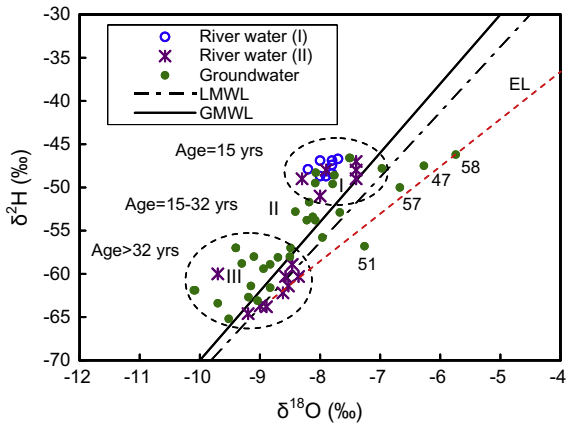 -30
-35
-40
-45
-50
-55
-60
-65
-70
δ²H (‰)
River water (I)
River water (II)
Groundwater
LMWL
GMWL
EL
Age=15 yrs
I
58
47
57
Age=15-32 yrs
II
51
Age>32 yrs
III
-12 -11 -10 -9 -8 -7 -6 -5 -4
δ¹⁸O (‰)